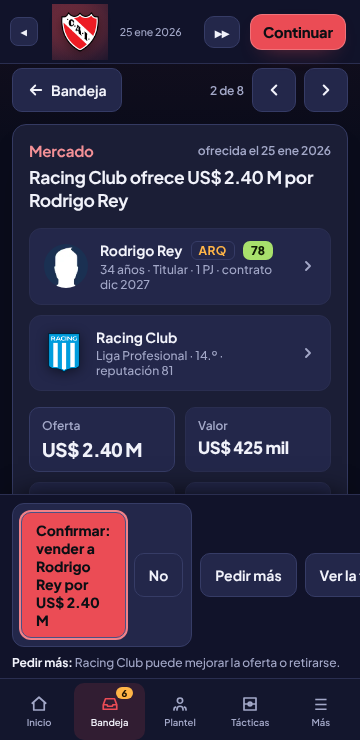 C.A.I.
25 ene 2026
Continuar
Bandeja
2 de 8
Mercado
ofrecida el 25 ene 2026
Racing Club ofrece US$ 2.40 M por
Rodrigo Rey
Rodrigo Rey ARQ 78
34 años · Titular · 1 PJ · contrato
dic 2027
RACING
Racing Club
Liga Profesional · 14.º ·
reputación 81
Oferta
US$ 2.40 M
Valor
US$ 425 mil
Confirmar:
vender a
Rodrigo
Rey por
US$ 2.40
M
No
Pedir más
Ver la
Pedir más: Racing Club puede mejorar la oferta o retirarse.
6
Inicio
Bandeja
Plantel
Tácticas
Más